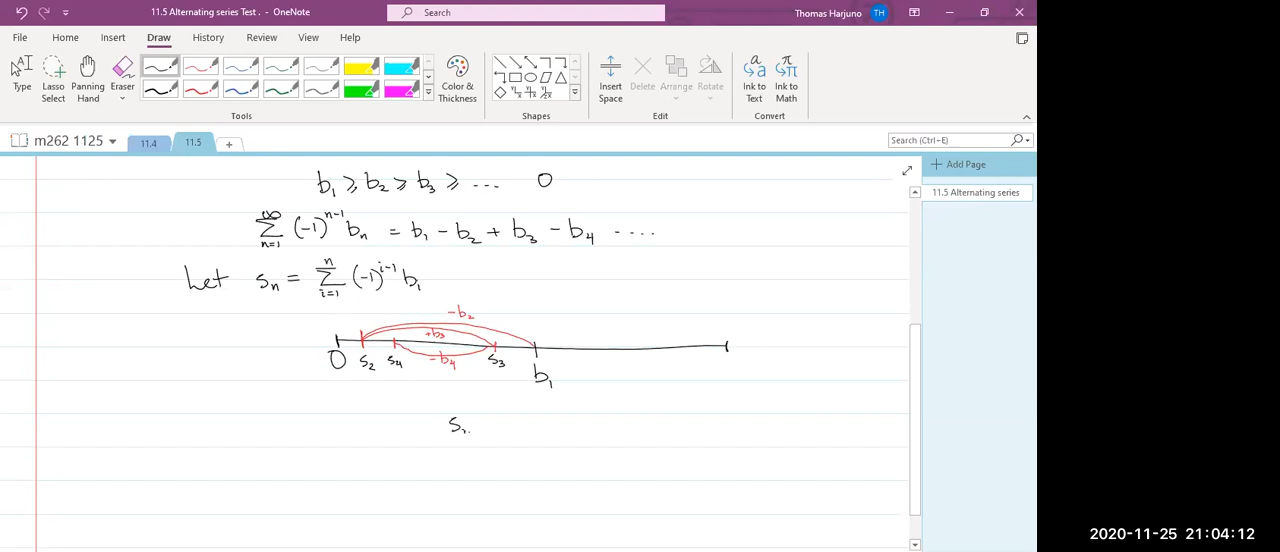 11.5 Alternating series Test . - OneNote
Search
Thomas Harjuno TH
File Home Insert Draw History Review View Help
Type Lasso Select Panning Hand Eraser Color & Thickness Insert Space Delete Arrange Rotate Ink to Text Ink to Math
Tools Shapes Edit Convert
m262 1125 11.4 11.5 Search (Ctrl+E)
Add Page
11.5 Alternating series
b₁ ≥ b₂ ≥ b₃ ≥ ... 0
∑_{n=1}^{∞} (-1)^{n-1} bₙ = b₁ - b₂ + b₃ - b₄ ....
Let sₙ = ∑_{i=1}^{n} (-1)^{i-1} bᵢ
-b₂
+b₃
0 s₂ s₄ -b₄ s₃ b₁
2020-11-25 21:04:12